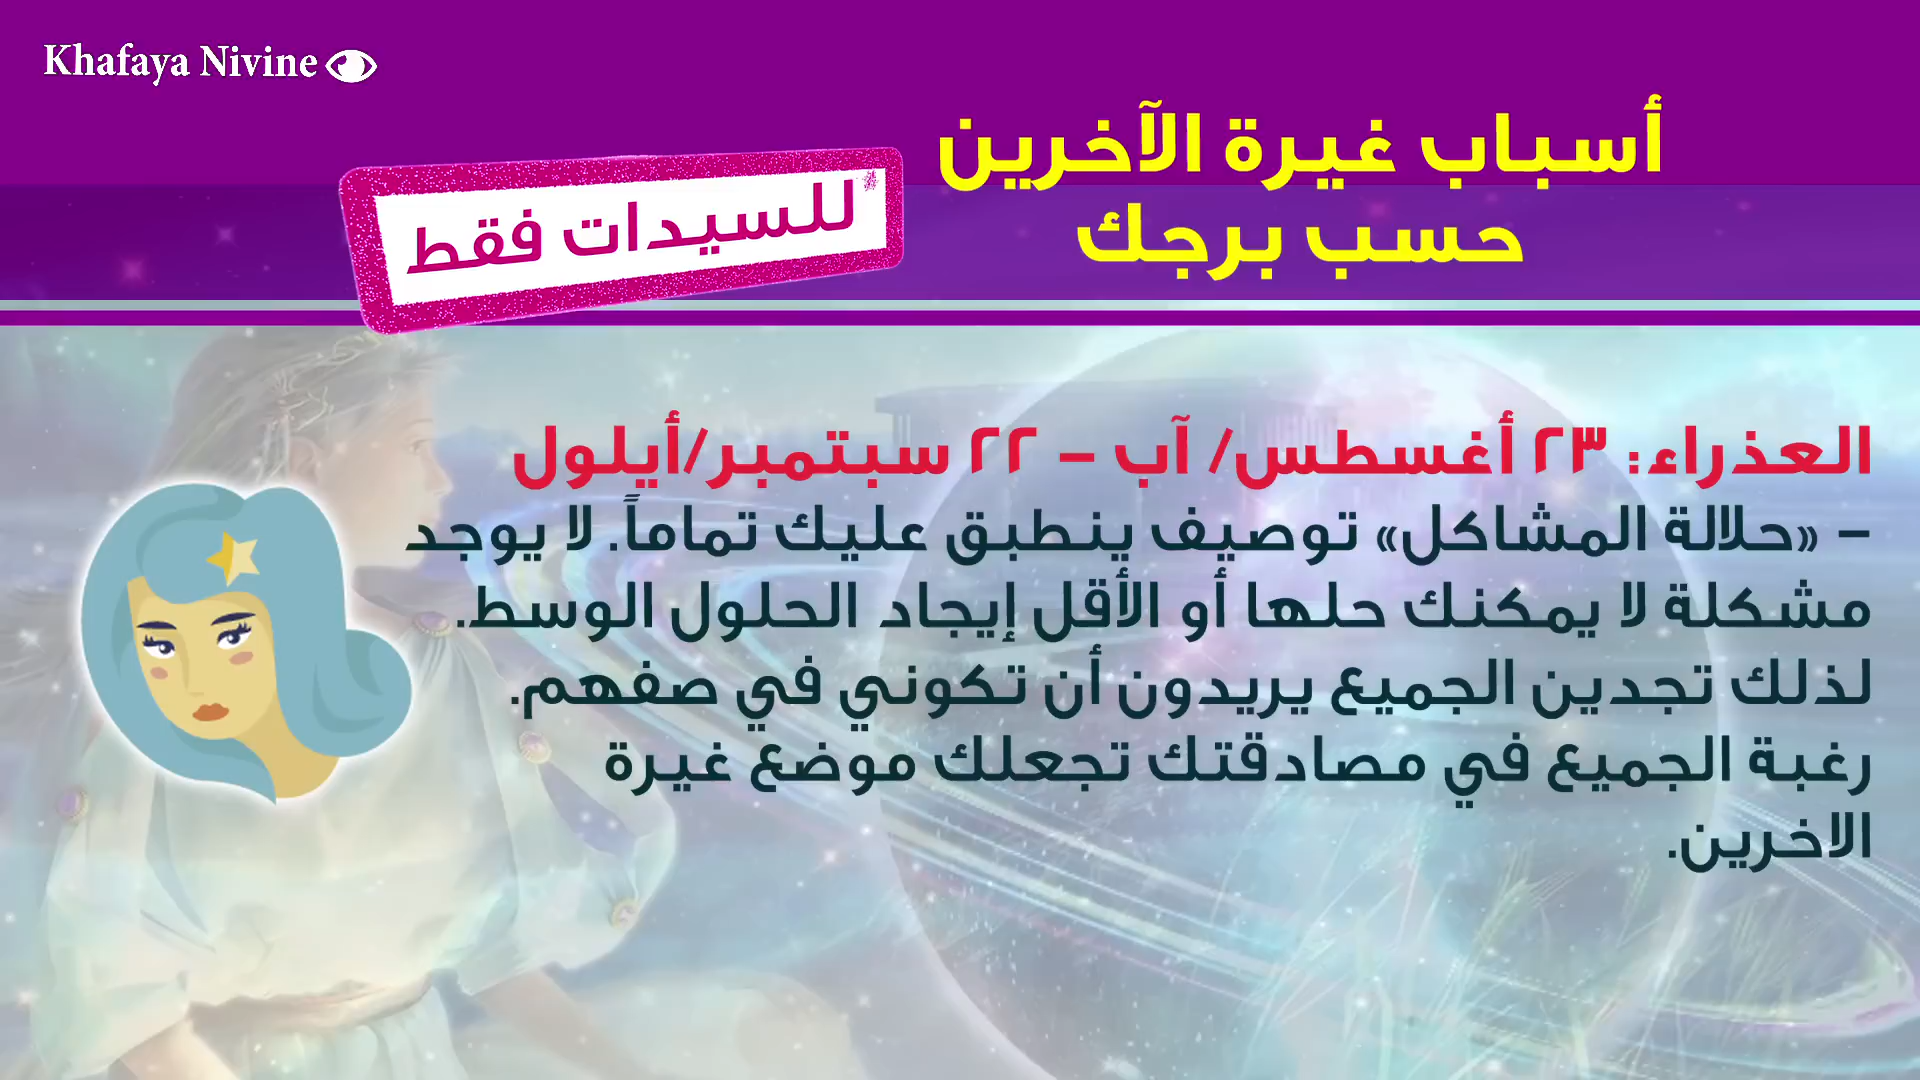 Khafaya Nivine
أسباب غيرة الآخرين
حسب برجك
للسيدات فقط
العذراء: ٢٣ أغسطس/ آب – ٢٢ سبتمبر/أيلول
– «حلالة المشاكل» توصيف ينطبق عليك تماماً. لا يوجد
مشكلة لا يمكنك حلها أو الأقل إيجاد الحلول الوسط.
لذلك تجدين الجميع يريدون أن تكوني في صفهم.
رغبة الجميع في مصادقتك تجعلك موضع غيرة
الاخرين.